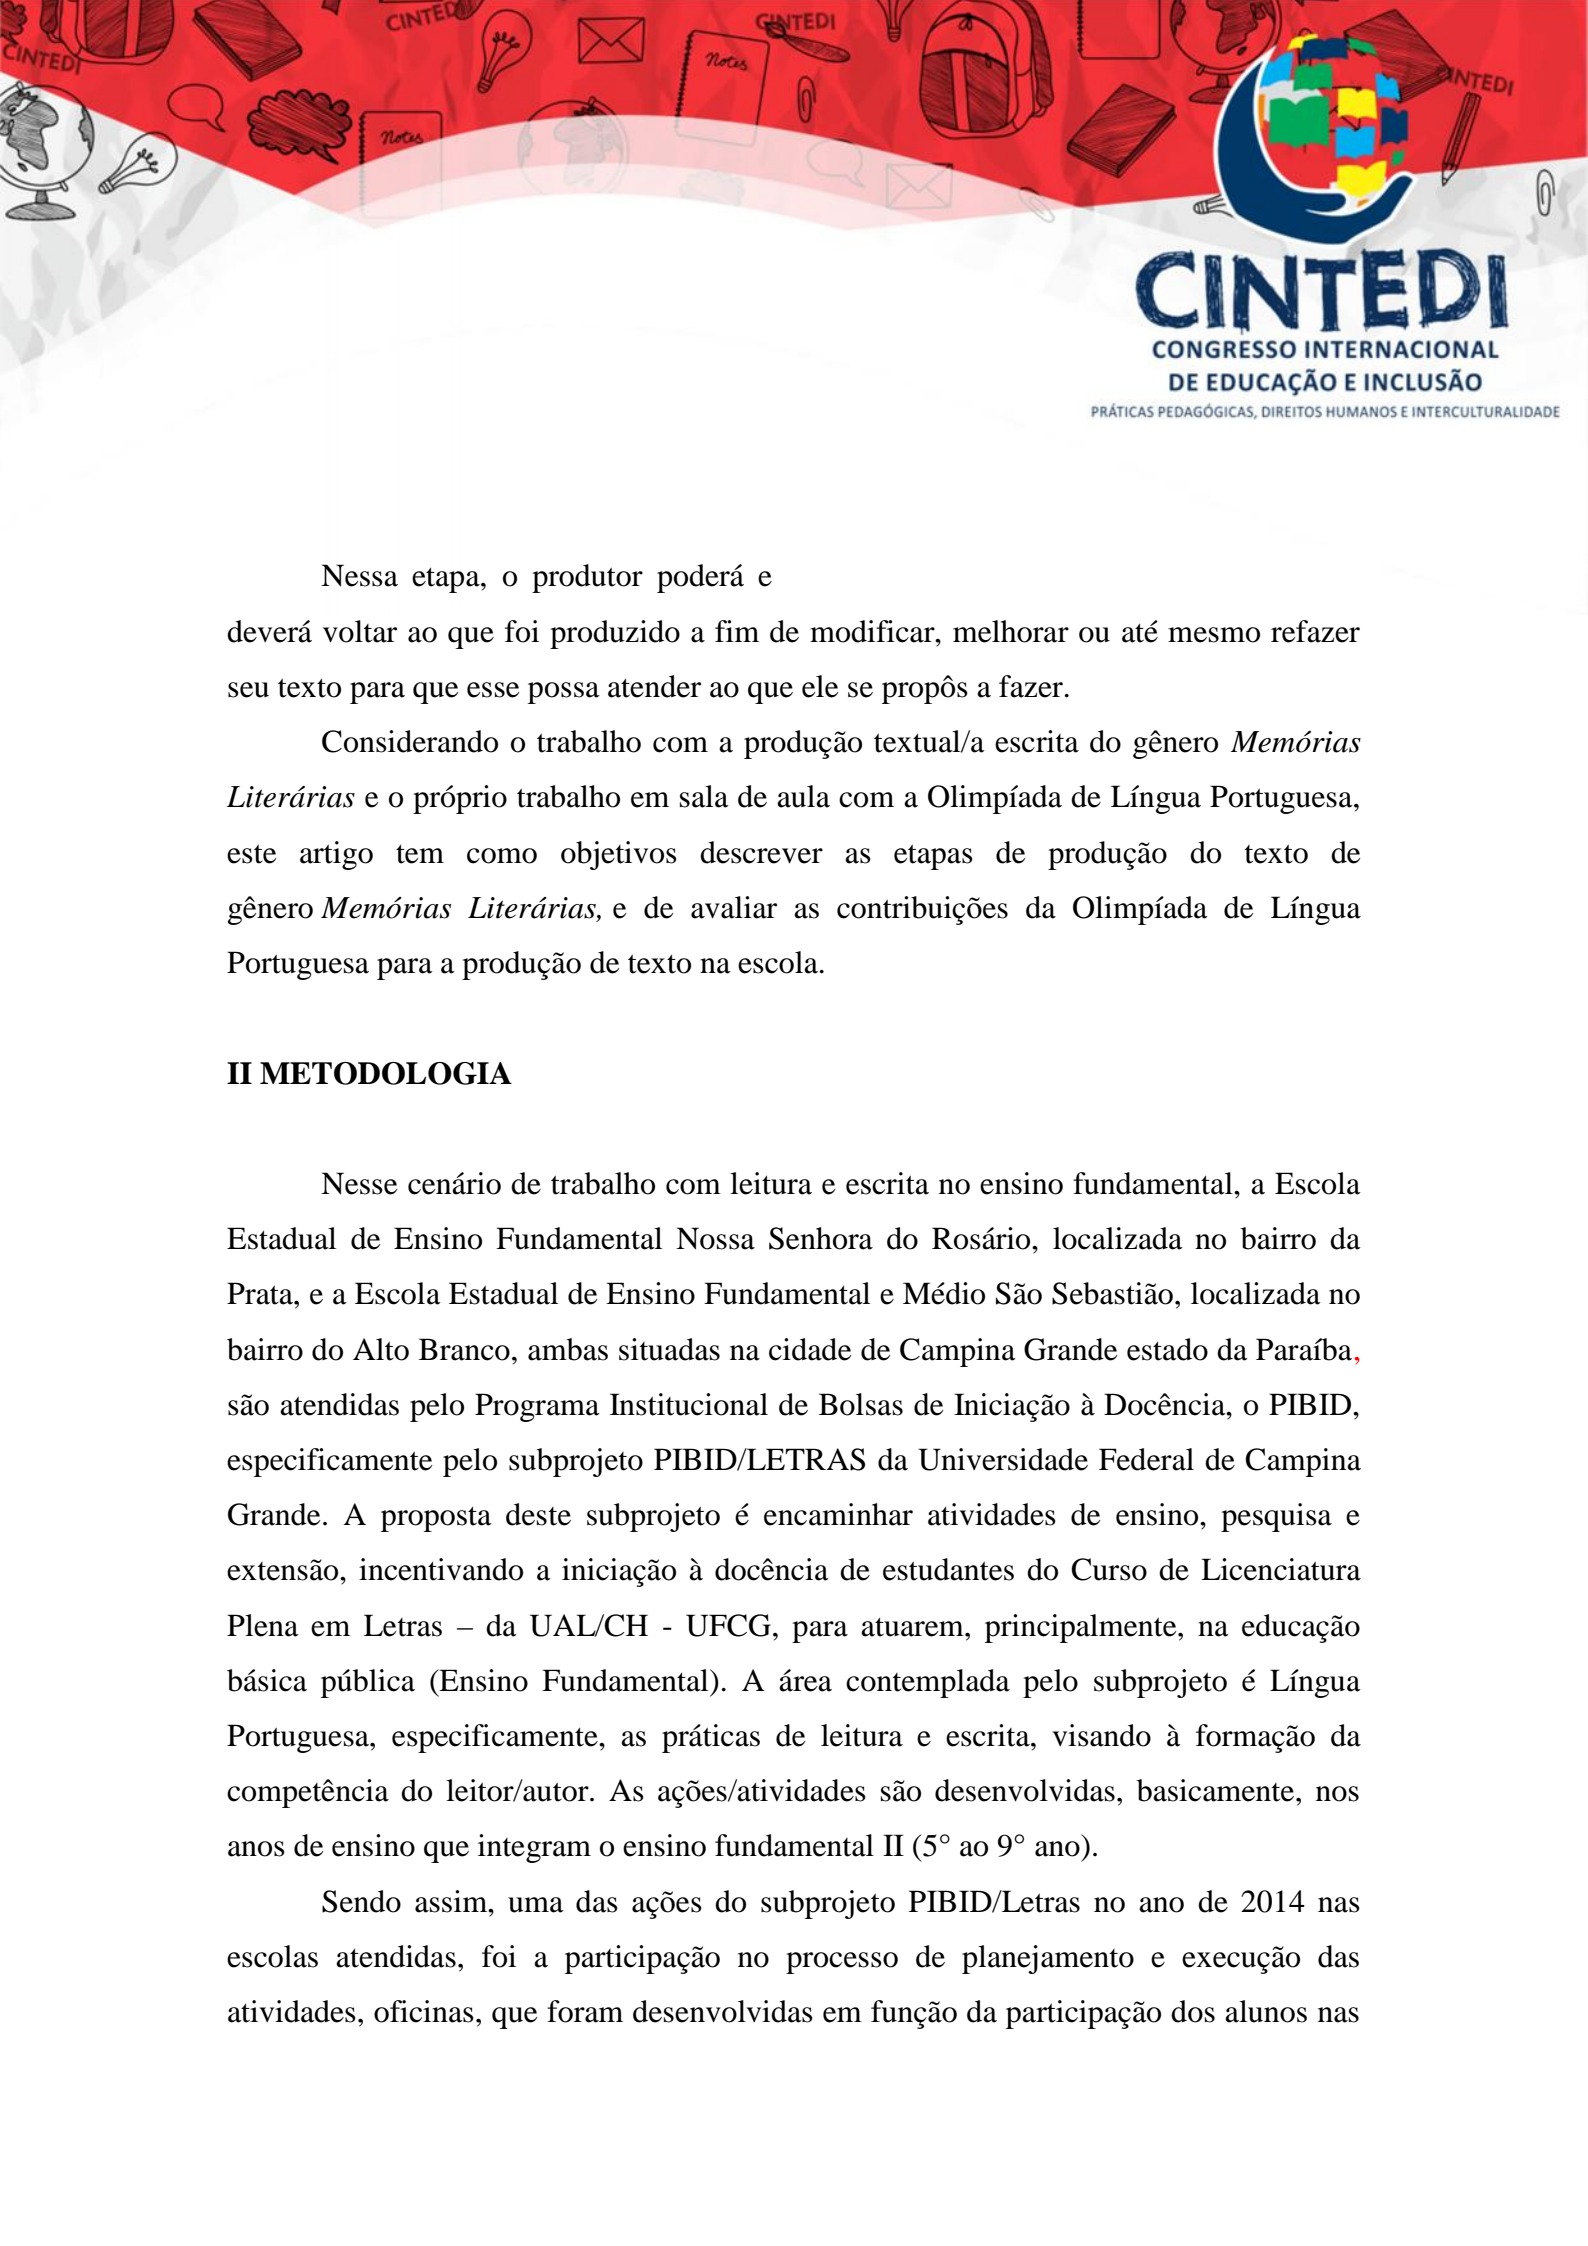 CINTEDI
CINTEDI
CINTEDI
CINTEDI
Notes
Notes
CINTEDI
CONGRESSO INTERNACIONAL
DE EDUCAÇÃO E INCLUSÃO
PRÁTICAS PEDAGÓGICAS, DIREITOS HUMANOS E INTERCULTURALIDADE
Nessa etapa, o produtor poderá e
deverá voltar ao que foi produzido a fim de modificar, melhorar ou até mesmo refazer
seu texto para que esse possa atender ao que ele se propôs a fazer.
Considerando o trabalho com a produção textual/a escrita do gênero Memórias
Literárias e o próprio trabalho em sala de aula com a Olimpíada de Língua Portuguesa,
este artigo tem como objetivos descrever as etapas de produção do texto de
gênero Memórias Literárias, e de avaliar as contribuições da Olimpíada de Língua
Portuguesa para a produção de texto na escola.
II METODOLOGIA
Nesse cenário de trabalho com leitura e escrita no ensino fundamental, a Escola
Estadual de Ensino Fundamental Nossa Senhora do Rosário, localizada no bairro da
Prata, e a Escola Estadual de Ensino Fundamental e Médio São Sebastião, localizada no
bairro do Alto Branco, ambas situadas na cidade de Campina Grande estado da Paraíba,
são atendidas pelo Programa Institucional de Bolsas de Iniciação à Docência, o PIBID,
especificamente pelo subprojeto PIBID/LETRAS da Universidade Federal de Campina
Grande. A proposta deste subprojeto é encaminhar atividades de ensino, pesquisa e
extensão, incentivando a iniciação à docência de estudantes do Curso de Licenciatura
Plena em Letras – da UAL/CH - UFCG, para atuarem, principalmente, na educação
básica pública (Ensino Fundamental). A área contemplada pelo subprojeto é Língua
Portuguesa, especificamente, as práticas de leitura e escrita, visando à formação da
competência do leitor/autor. As ações/atividades são desenvolvidas, basicamente, nos
anos de ensino que integram o ensino fundamental II (5° ao 9° ano).
Sendo assim, uma das ações do subprojeto PIBID/Letras no ano de 2014 nas
escolas atendidas, foi a participação no processo de planejamento e execução das
atividades, oficinas, que foram desenvolvidas em função da participação dos alunos nas